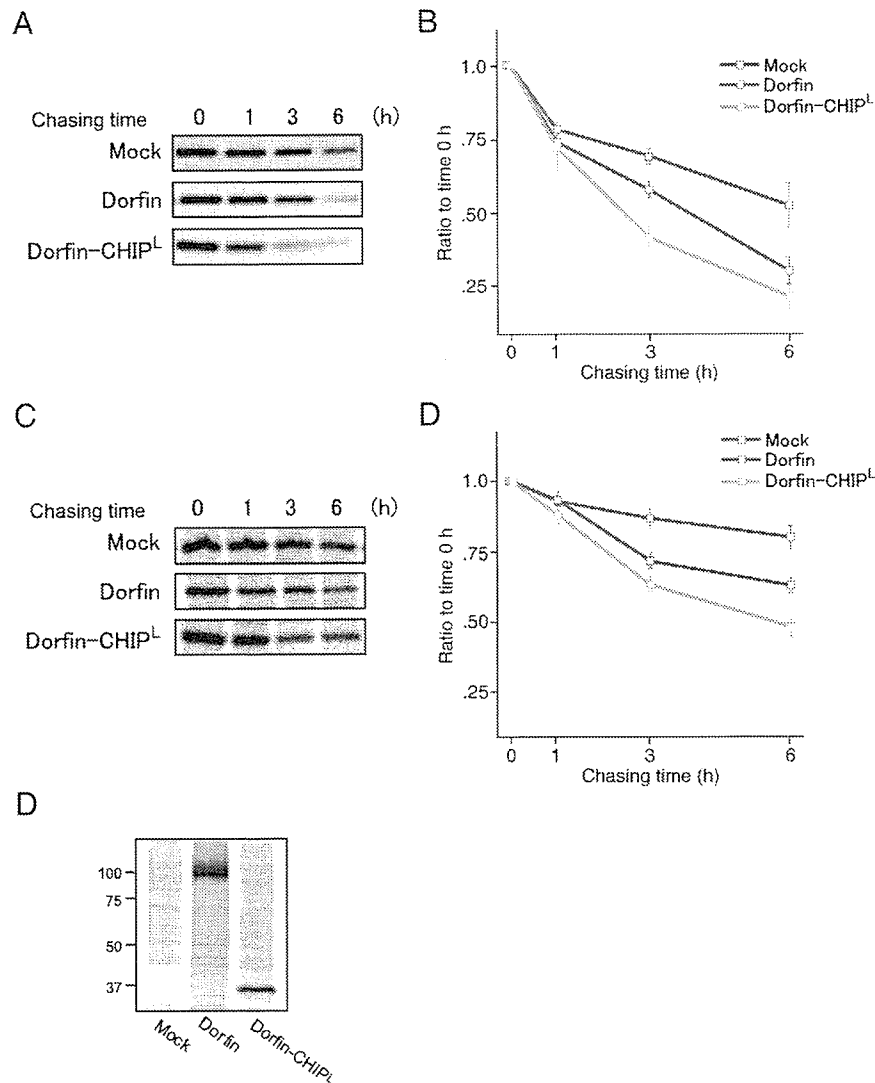 A
Chasing time 0 1 3 6 (h)
Mock
Dorfin
Dorfin-CHIP^L
B
Mock
Dorfin
Dorfin-CHIP^L
Ratio to time 0 h
1.0
0.75
.50
.25
0 1 3 6
Chasing time (h)
C
Chasing time 0 1 3 6 (h)
Mock
Dorfin
Dorfin-CHIP^L
D
Mock
Dorfin
Dorfin-CHIP^L
Ratio to time 0 h
1.0
.75
.50
.25
0 1 3 6
Chasing time (h)
D
100
75
50
37
Mock
Dorfin
Dorfin-CHIP^L